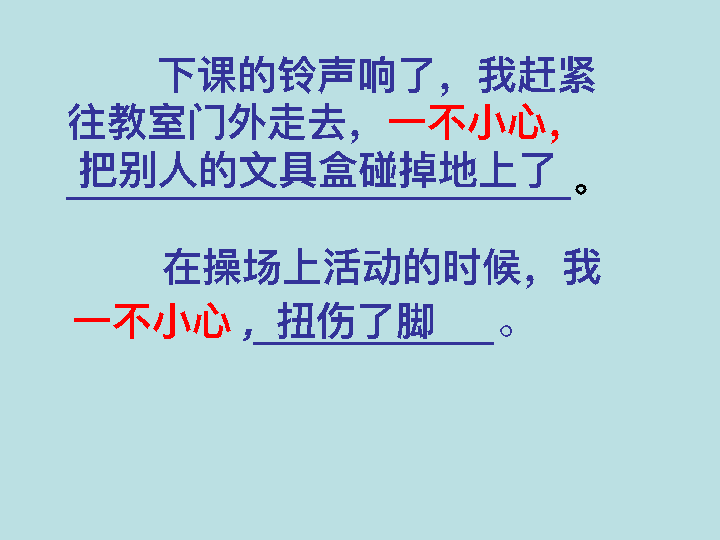 下课的铃声响了，我赶紧
往教室门外走去，一不小心，
把别人的文具盒碰掉地上了。
在操场上活动的时候，我
一不小心，扭伤了脚。